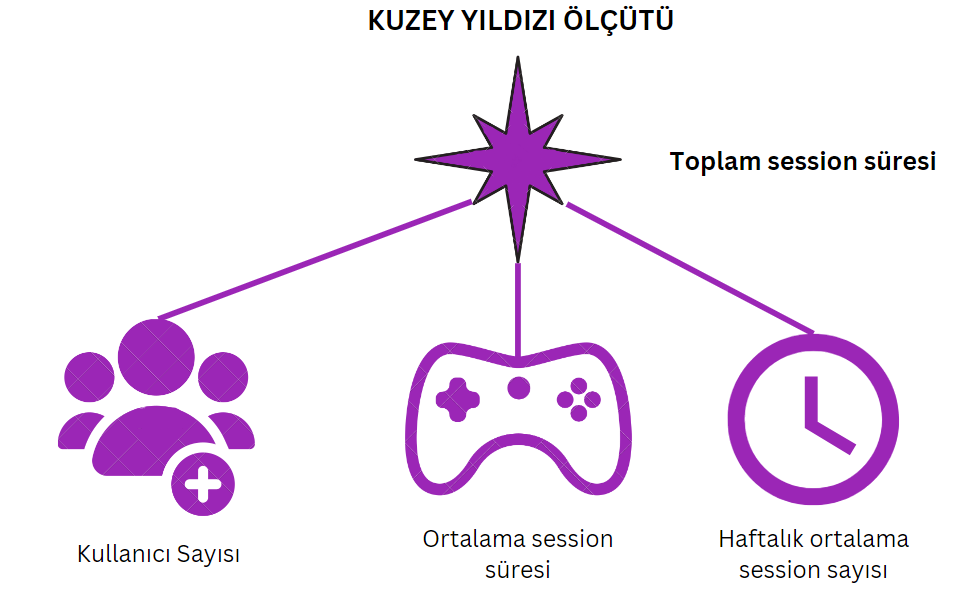 KUZEY YILDIZI ÖLÇÜTÜ
Toplam session süresi
Kullanıcı Sayısı
Ortalama session
süresi
Haftalık ortalama
session sayısı